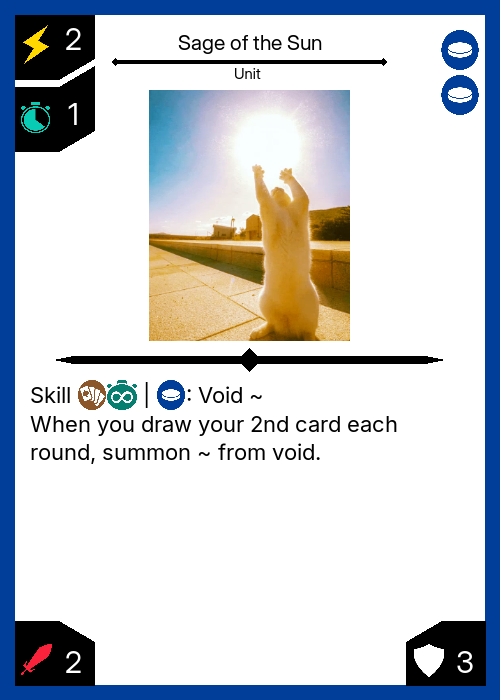 2
Sage of the Sun
Unit
1
Skill | : Void ~
When you draw your 2nd card each
round, summon ~ from void.
2
3